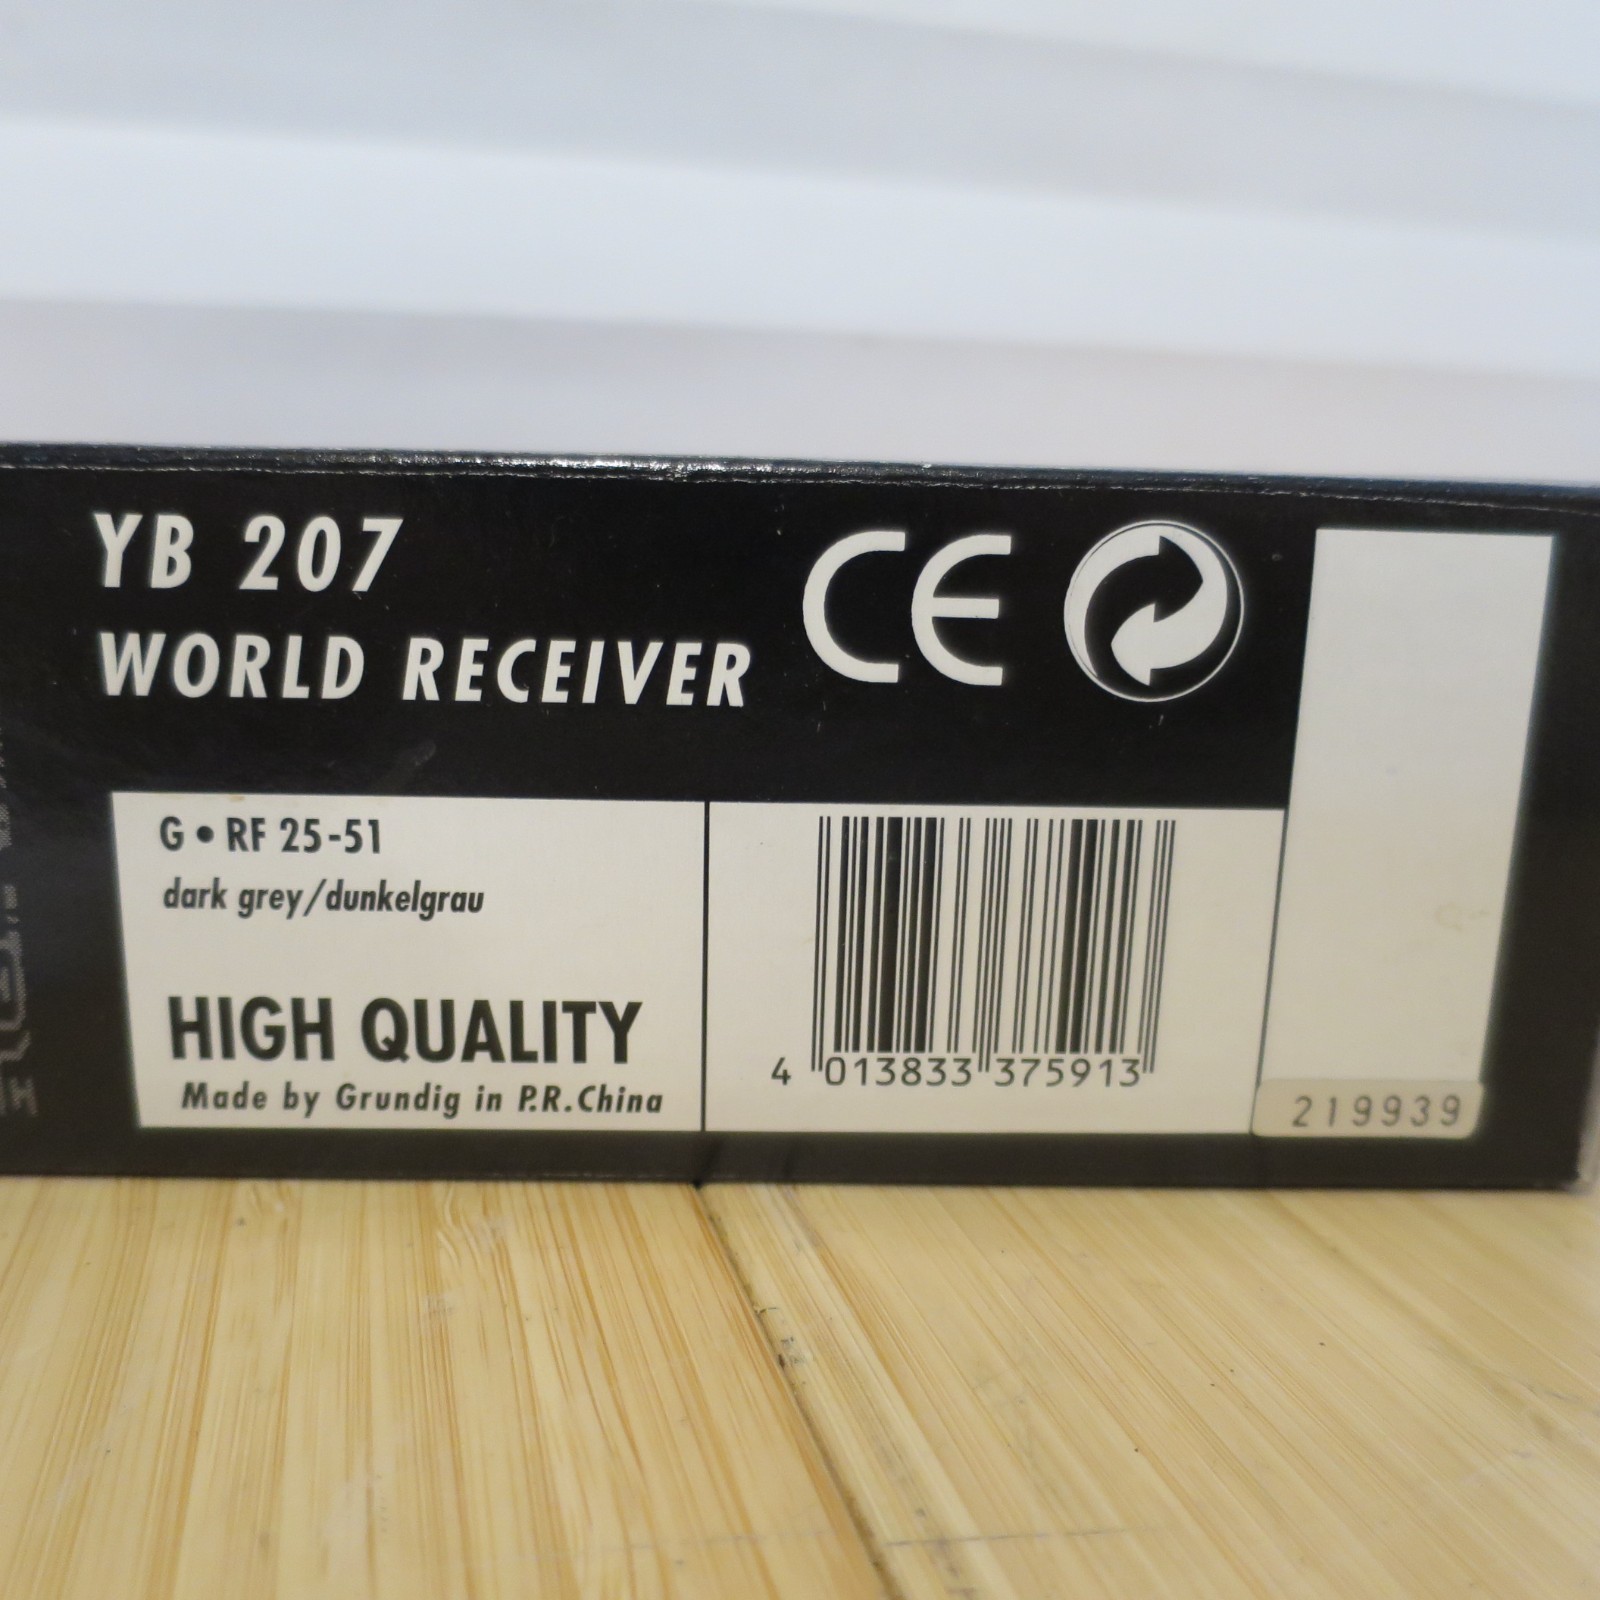 YB 207
WORLD RECEIVER
CE
G • RF 25-51
dark grey/dunkelgrau
HIGH QUALITY
Made by Grundig in P.R.China
4 013833 375913
219939